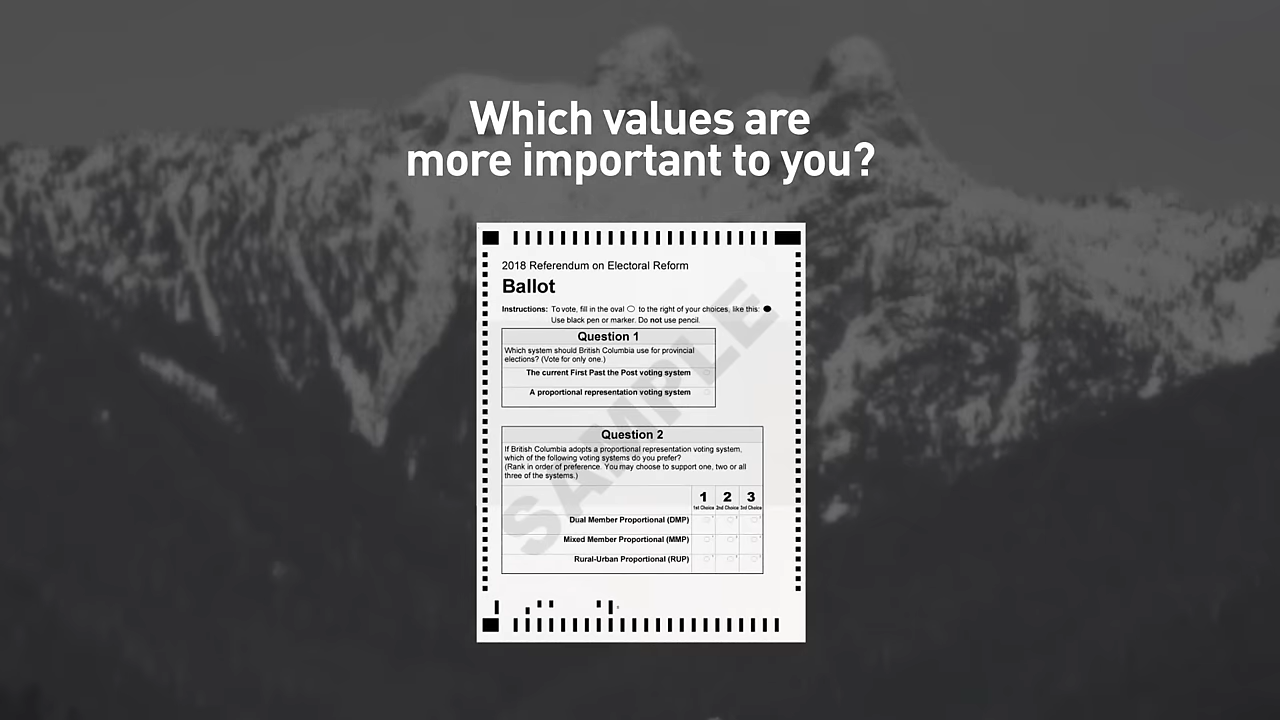 Which values are
more important to you?
2018 Referendum on Electoral Reform
Ballot
Instructions: To vote, fill in the oval to the right of your choices, like this:
Use black pen or marker. Do not use pencil.
Question 1
Which system should British Columbia use for provincial
elections? (Vote for only one.)
The current First Past the Post voting system
A proportional representation voting system
Question 2
If British Columbia adopts a proportional representation voting system,
which of the following voting systems do you prefer?
(Rank in order of preference. You may choose to support one, two or all
three of the systems.)
1 2 3
1st Choice 2nd Choice 3rd Choice
Dual Member Proportional (DMP)
Mixed Member Proportional (MMP)
Rural-Urban Proportional (RUP)
SAMPLE